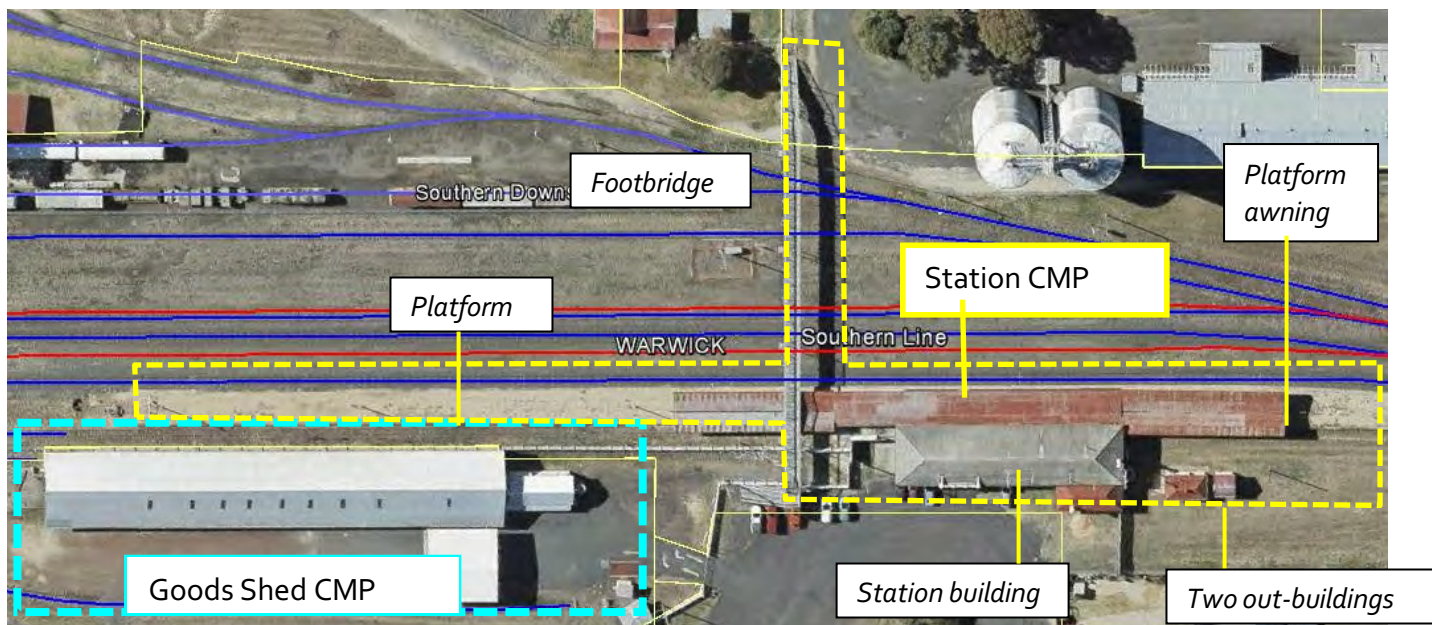 Footbridge
Southern Downs
Platform
awning
Station CMP
Platform
Southern Line
WARWICK
Goods Shed CMP
Station building
Two out-buildings